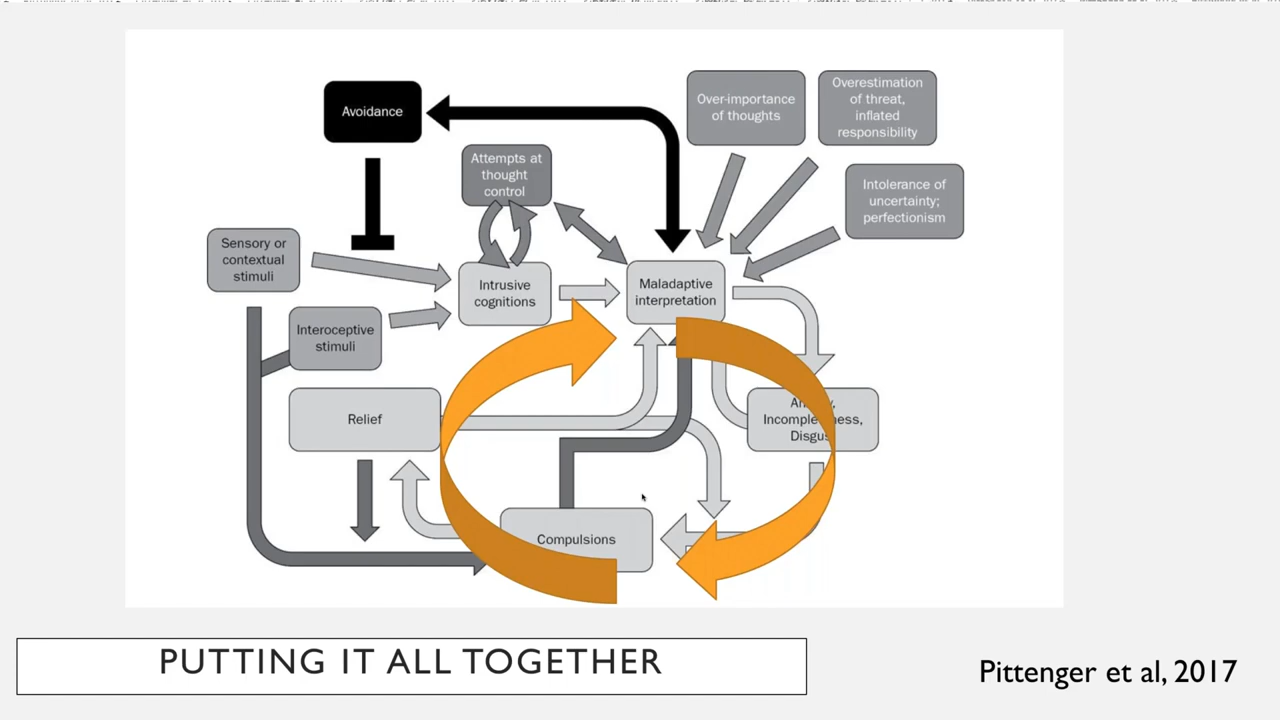 Avoidance
Over-importance
of thoughts
Overestimation
of threat,
inflated
responsibility
Attempts at
thought
control
Intolerance of
uncertainty;
perfectionism
Sensory or
contextual
stimuli
Intrusive
cognitions
Maladaptive
interpretation
Interoceptive
stimuli
Relief
Compulsions
PUTTING IT ALL TOGETHER
Pittenger et al, 2017